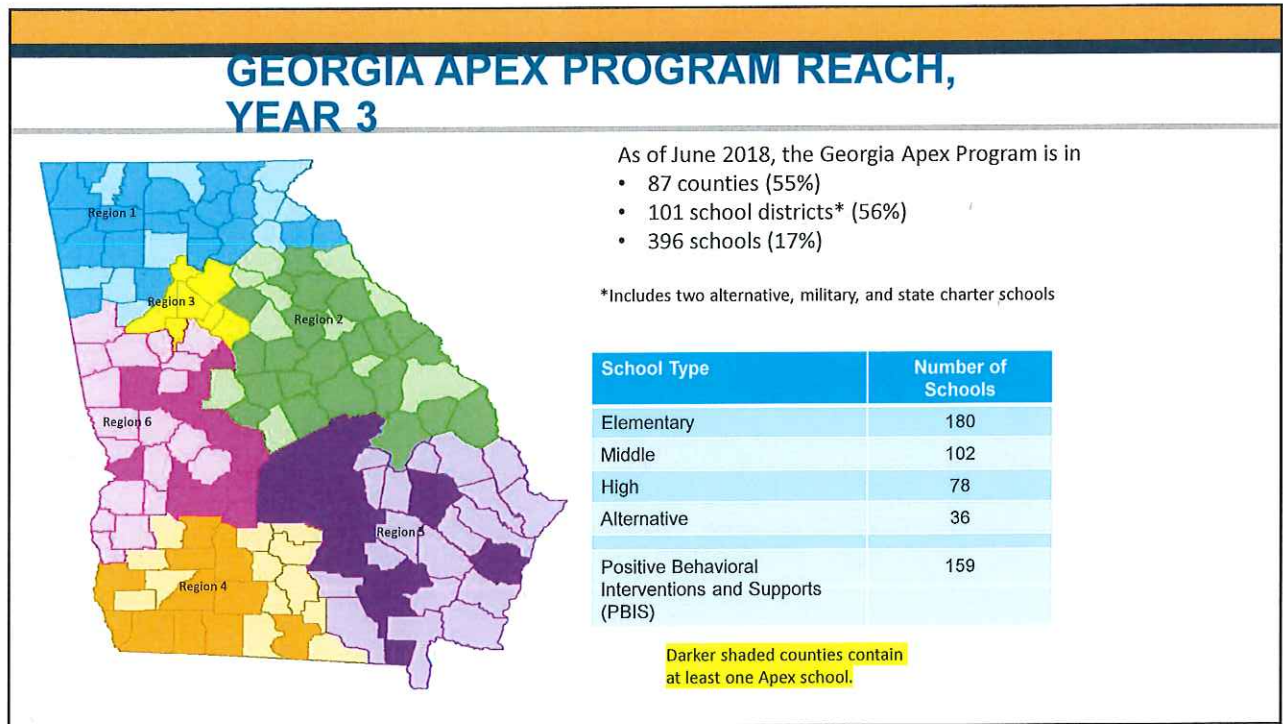 GEORGIA APEX PROGRAM REACH,
YEAR 3
Region 1
Region 3
Region 2
Region 6
Region 5
Region 4
As of June 2018, the Georgia Apex Program is in
• 87 counties (55%)
• 101 school districts* (56%)
• 396 schools (17%)
*Includes two alternative, military, and state charter schools
School Type Number of
Schools
Elementary 180
Middle 102
High 78
Alternative 36
Positive Behavioral 159
Interventions and Supports
(PBIS)
Darker shaded counties contain
at least one Apex school.